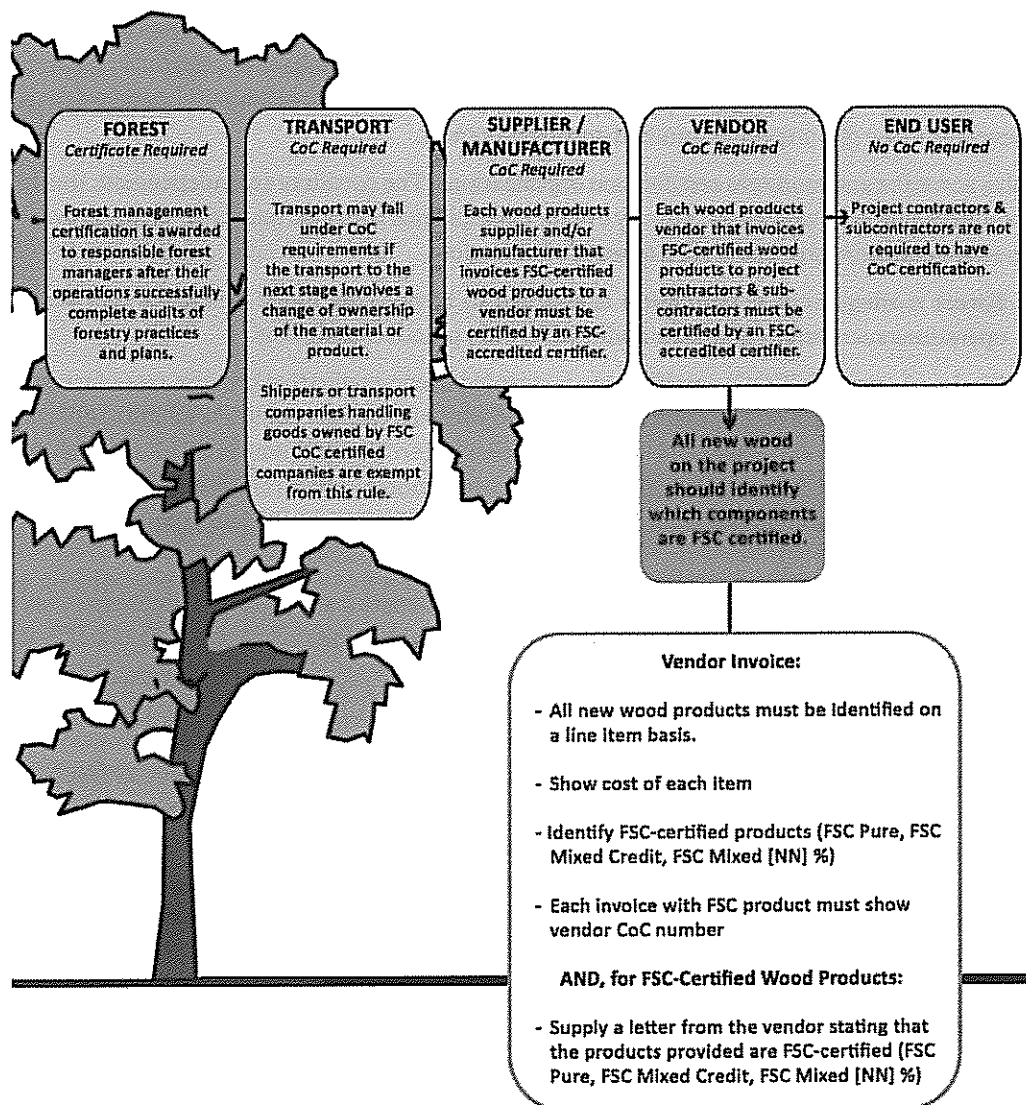 FOREST
Certificate Required
Forest management
certification is awarded
to responsible forest
managers after their
operations successfully
complete audits of
forestry practices
and plans.
TRANSPORT
CoC Required
Transport may fall
under CoC
requirements if
the transport to the
next stage involves a
change of ownership
of the material or
product.
Shippers or transport
companies handling
goods owned by FSC
CoC certified
companies are exempt
from this rule.
SUPPLIER /
MANUFACTURER
CoC Required
Each wood products
supplier and/or
manufacturer that
invoices FSC-certified
wood products to a
vendor must be
certified by an FSC-
accredited certifier.
VENDOR
CoC Required
Each wood products
vendor that invoices
FSC-certified wood
products to project
contractors & sub-
contractors must be
certified by an FSC-
accredited certifier.
END USER
No CoC Required
Project contractors &
subcontractors are not
required to have
CoC certification.
All new wood
on the project
should identify
which components
are FSC certified.
Vendor Invoice:
- All new wood products must be identified on
a line item basis.
- Show cost of each item
- Identify FSC-certified products (FSC Pure, FSC
Mixed Credit, FSC Mixed [NN] %)
- Each invoice with FSC product must show
vendor CoC number
AND, for FSC-Certified Wood Products:
- Supply a letter from the vendor stating that
the products provided are FSC-certified (FSC
Pure, FSC Mixed Credit, FSC Mixed [NN] %)